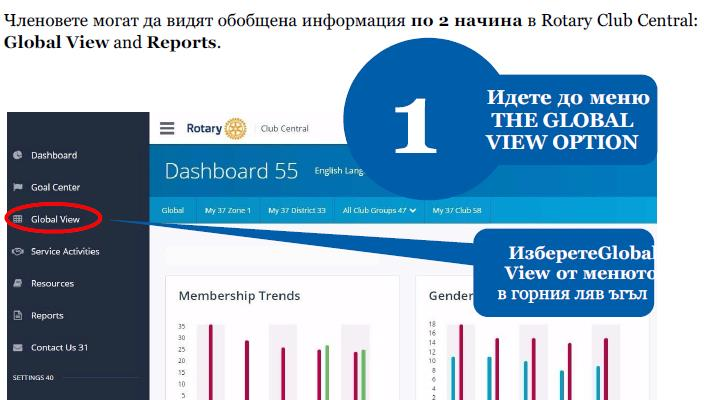 Членовете могат да видят обобщена информация по 2 начина в Rotary Club Central:
Global View and Reports.
1
Идете до меню
THE GLOBAL
VIEW OPTION
Rotary
Club Central
Dashboard 55
English Lang
Global
My 37 Zone 1
My 37 District 33
All Club Groups 47
My 37 Club 58
Dashboard
Goal Center
Global View
Service Activities
Resources
Reports
Contact Us 31
SETTINGS 40
ИзберетеGlobal
View от менюто
в горния ляв ъгъл
Membership Trends
35
30
25
20
15
10
5
Gender
18
16
14
12
10
8
6
4
2